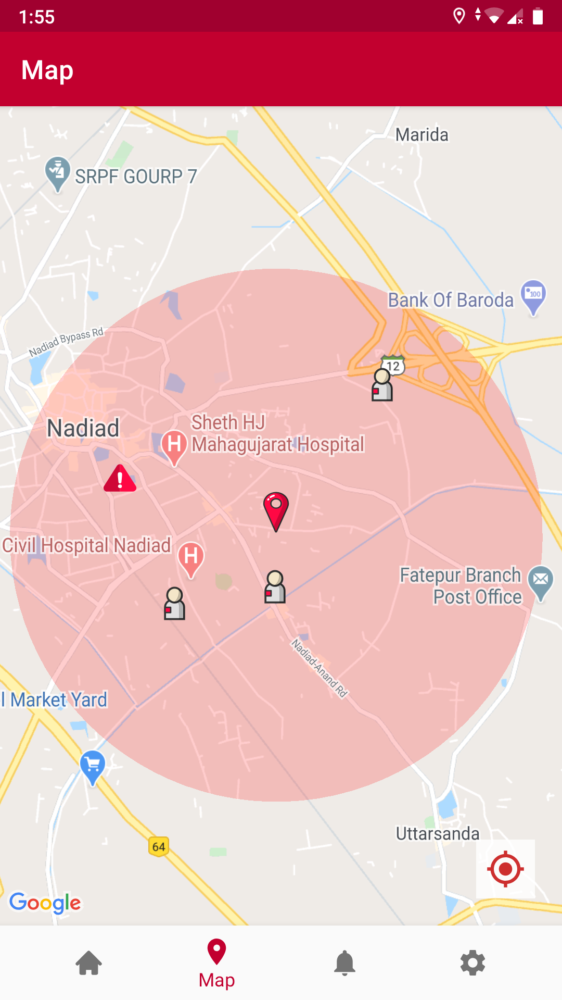 1:55
Map
Marida
SRPF GOURP 7
Bank Of Baroda
100
Nadiad Bypass Rd
12
Nadiad
Sheth HJ
Mahagujarat Hospital
H
Civil Hospital Nadiad
H
Fatepur Branch
Post Office
Nadiad-Anand Rd
l Market Yard
Uttarsanda
64
Google
Map